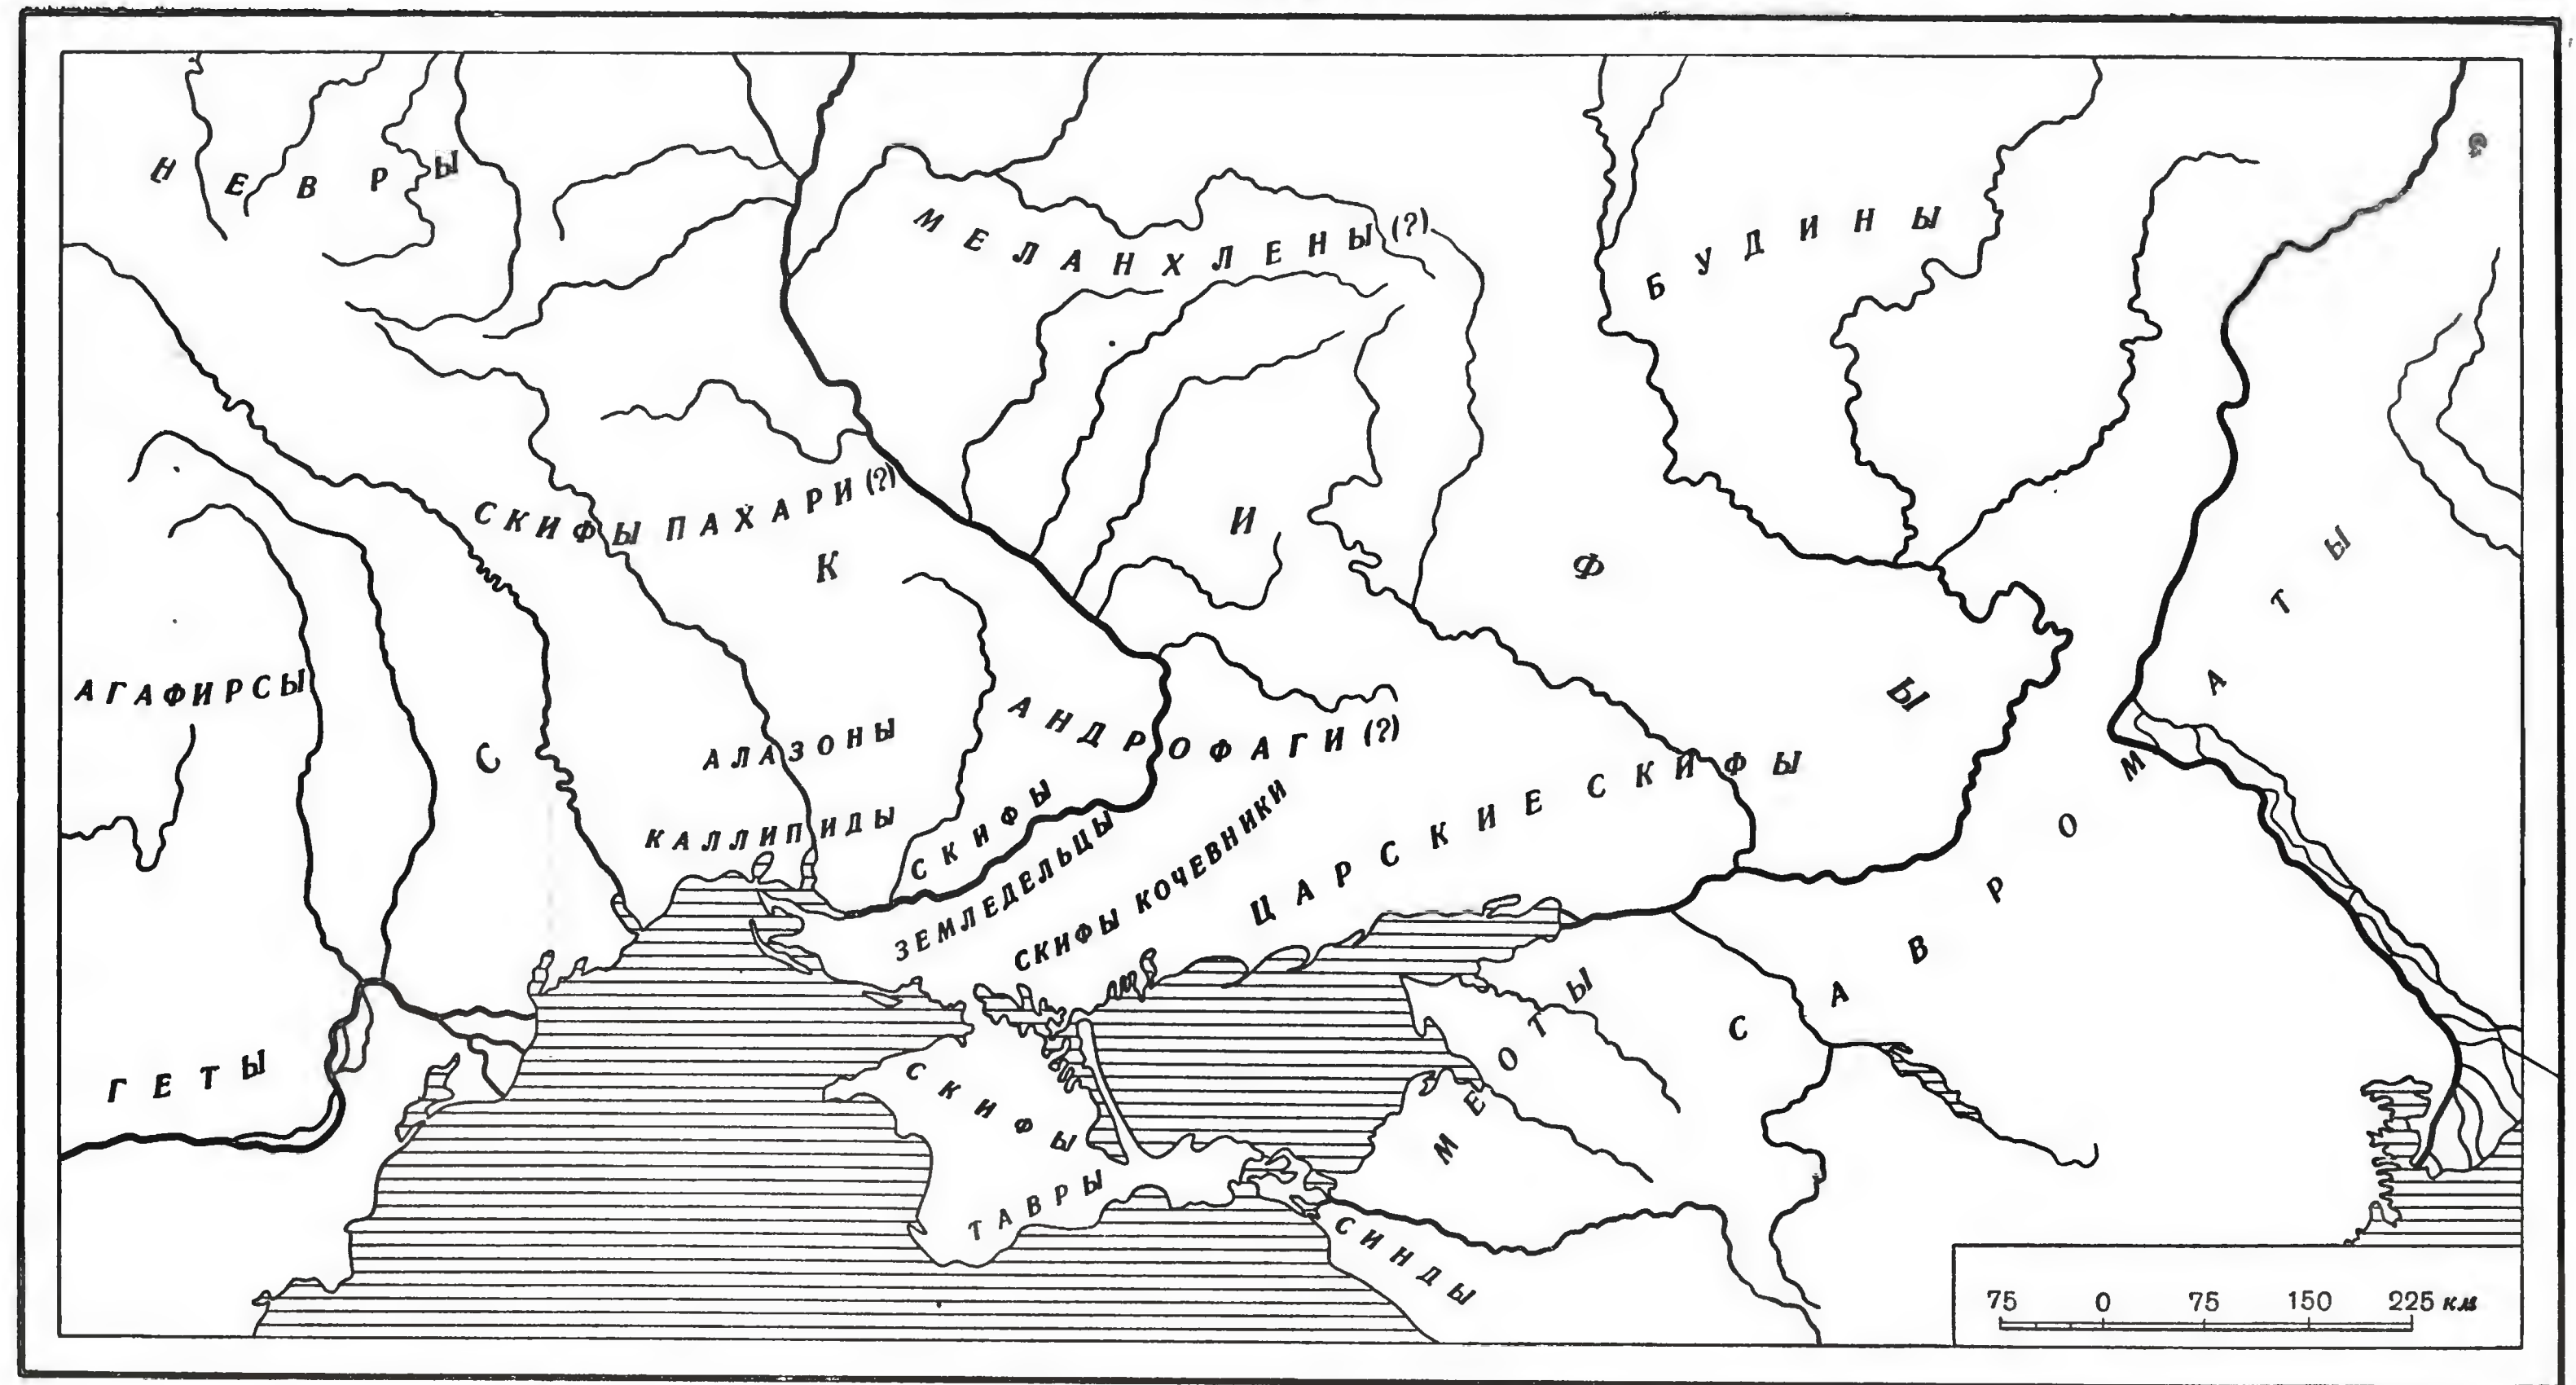 НЕВРЫ
МЕЛАНХЛЕНЫ (?)
БУДИНЫ
СКИФЫ ПАХАРИ (?)
СКИФЫ
САВРОМАТЫ
АГАФИРСЫ
АНДРОФАГИ (?)
АЛАЗОНЫ
КАЛЛИПИДЫ
СКИФЫ
ЗЕМЛЕДЕЛЬЦЫ
СКИФЫ КОЧЕВНИКИ
ЦАРСКИЕ СКИФЫ
ГЕТЫ
МЕОТЫ
СКИФЫ
ТАВРЫ
СИНДЫ
75 0 75 150 225 км